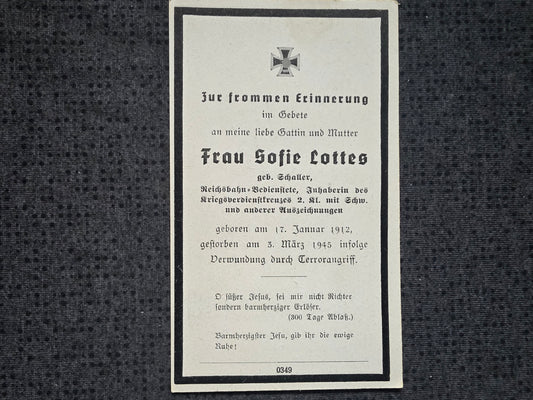 Zur frommen Erinnerung
im Gebete
an meine liebe Gattin und Mutter
Frau Sofie Lottes
geb. Schaller,
Reichsbahn-Bedienstete, Inhaberin des
Kriegsverdienstkreuzes 2. Kl. mit Schw.
und anderer Auszeichnungen
geboren am 17. Januar 1912,
gestorben am 3. März 1945 infolge
Verwundung durch Terrorangriff.
O süßer Jesus, sei mir nicht Richter
sondern barmherziger Erlöser.
(300 Tage Ablaß.)
Barmherzigster Jesu, gib ihr die ewige
Ruhe!
0349